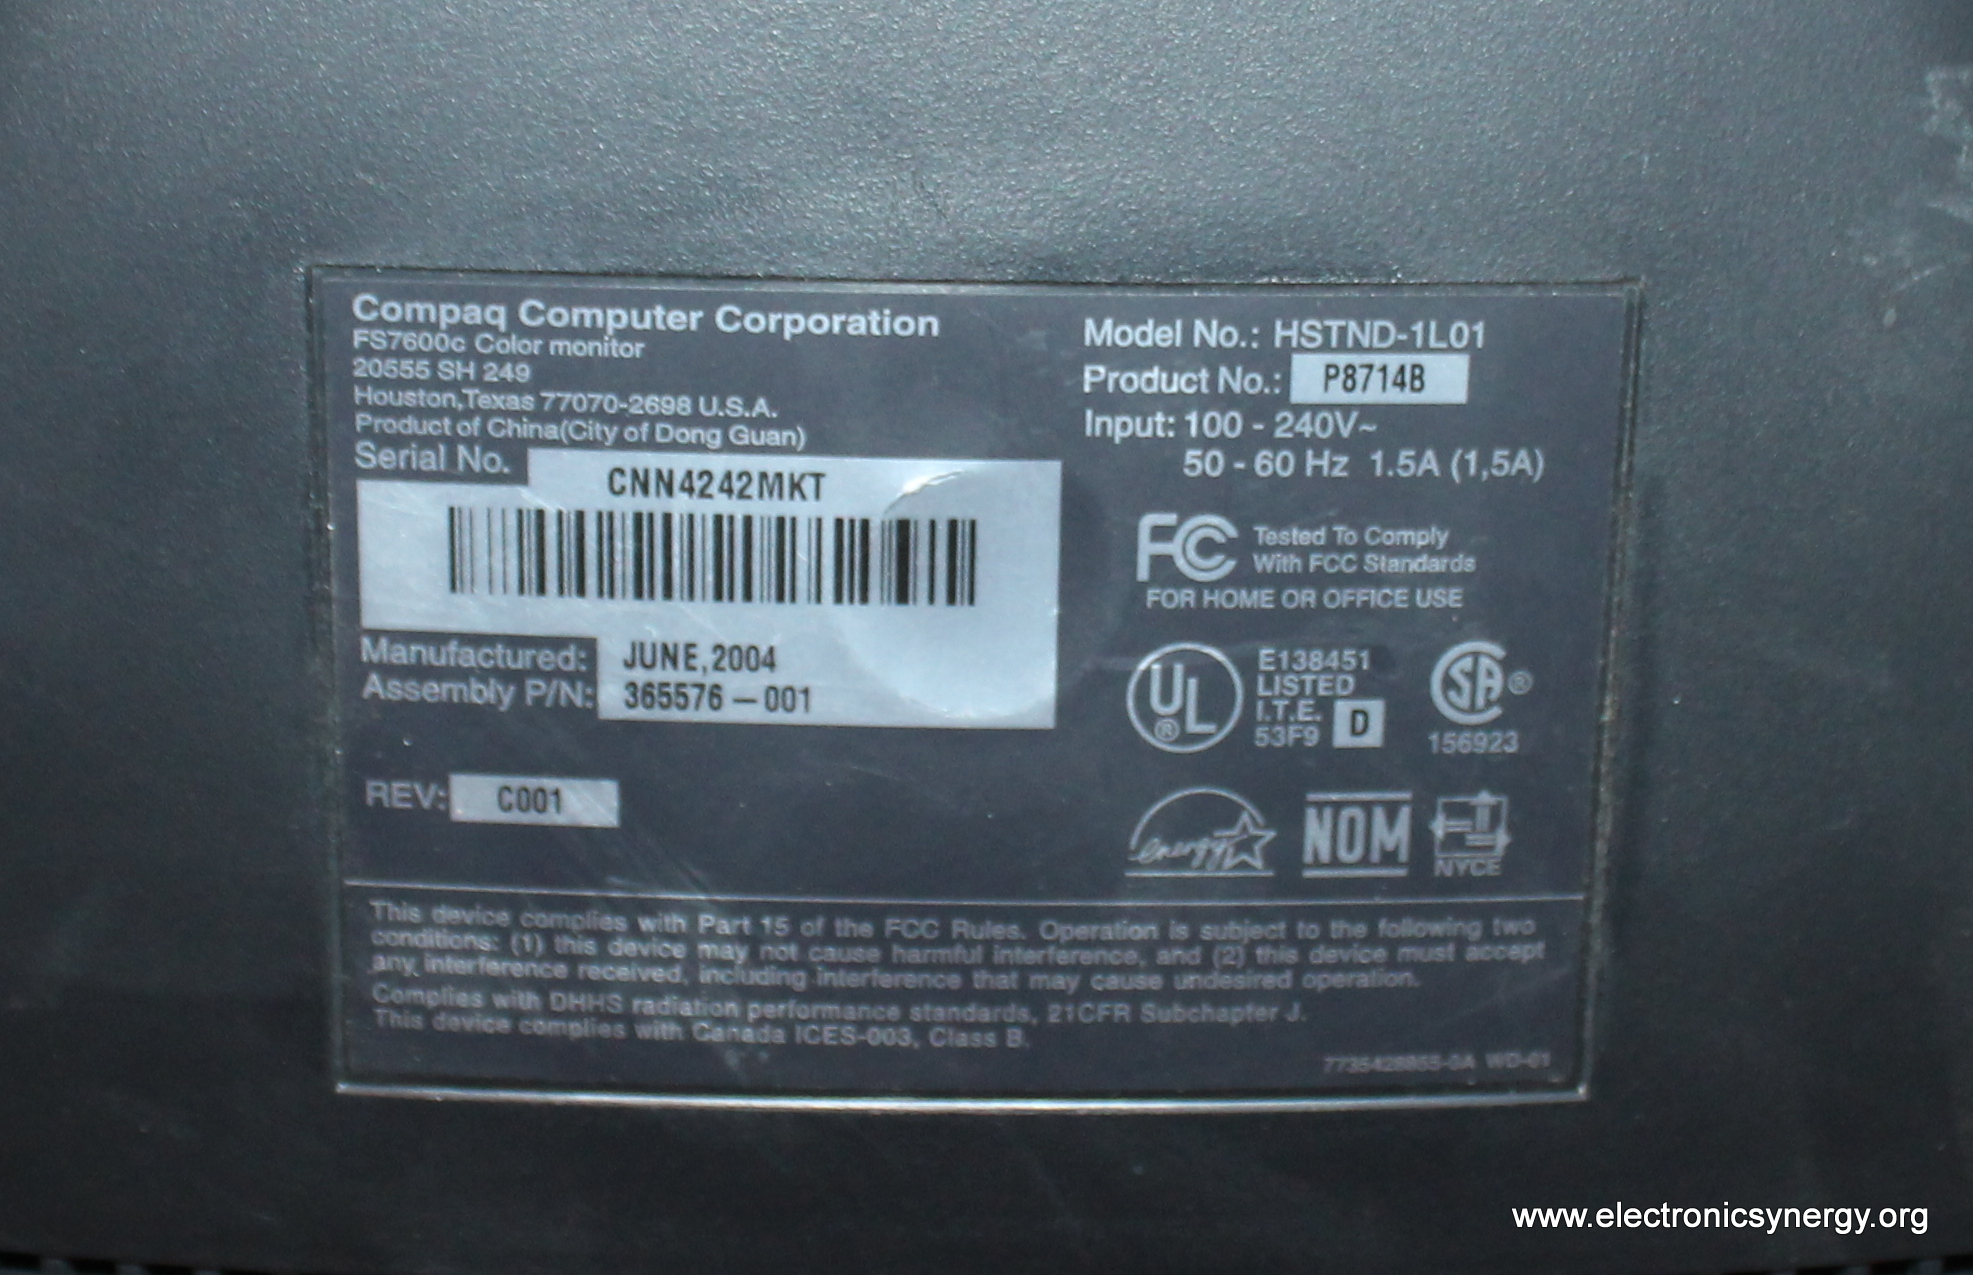 Compaq Computer Corporation
FS7600c Color monitor
20555 SH 249
Houston,Texas 77070-2698 U.S.A.
Product of China(City of Dong Guan)
Serial No. CNN4242MKT
Manufactured: JUNE,2004
Assembly P/N: 365576-001
REV: C001
Model No.: HSTND-1L01
Product No.: P8714B
Input: 100 - 240V~
50 - 60 Hz 1.5A (1,5A)
FC Tested To Comply
With FCC Standards
FOR HOME OR OFFICE USE
UL ® E138451
LISTED
I.T.E.
53F9 D
SA ®
156923
energy
NOM
NYCE
This device complies with Part 15 of the FCC Rules. Operation is subject to the following two
conditions: (1) this device may not cause harmful interference, and (2) this device must accept
any interference received, including interference that may cause undesired operation.
Complies with DHHS radiation performance standards, 21CFR Subchapter J.
This device complies with Canada ICES-003, Class B.
WD-01
www.electronicsynergy.org